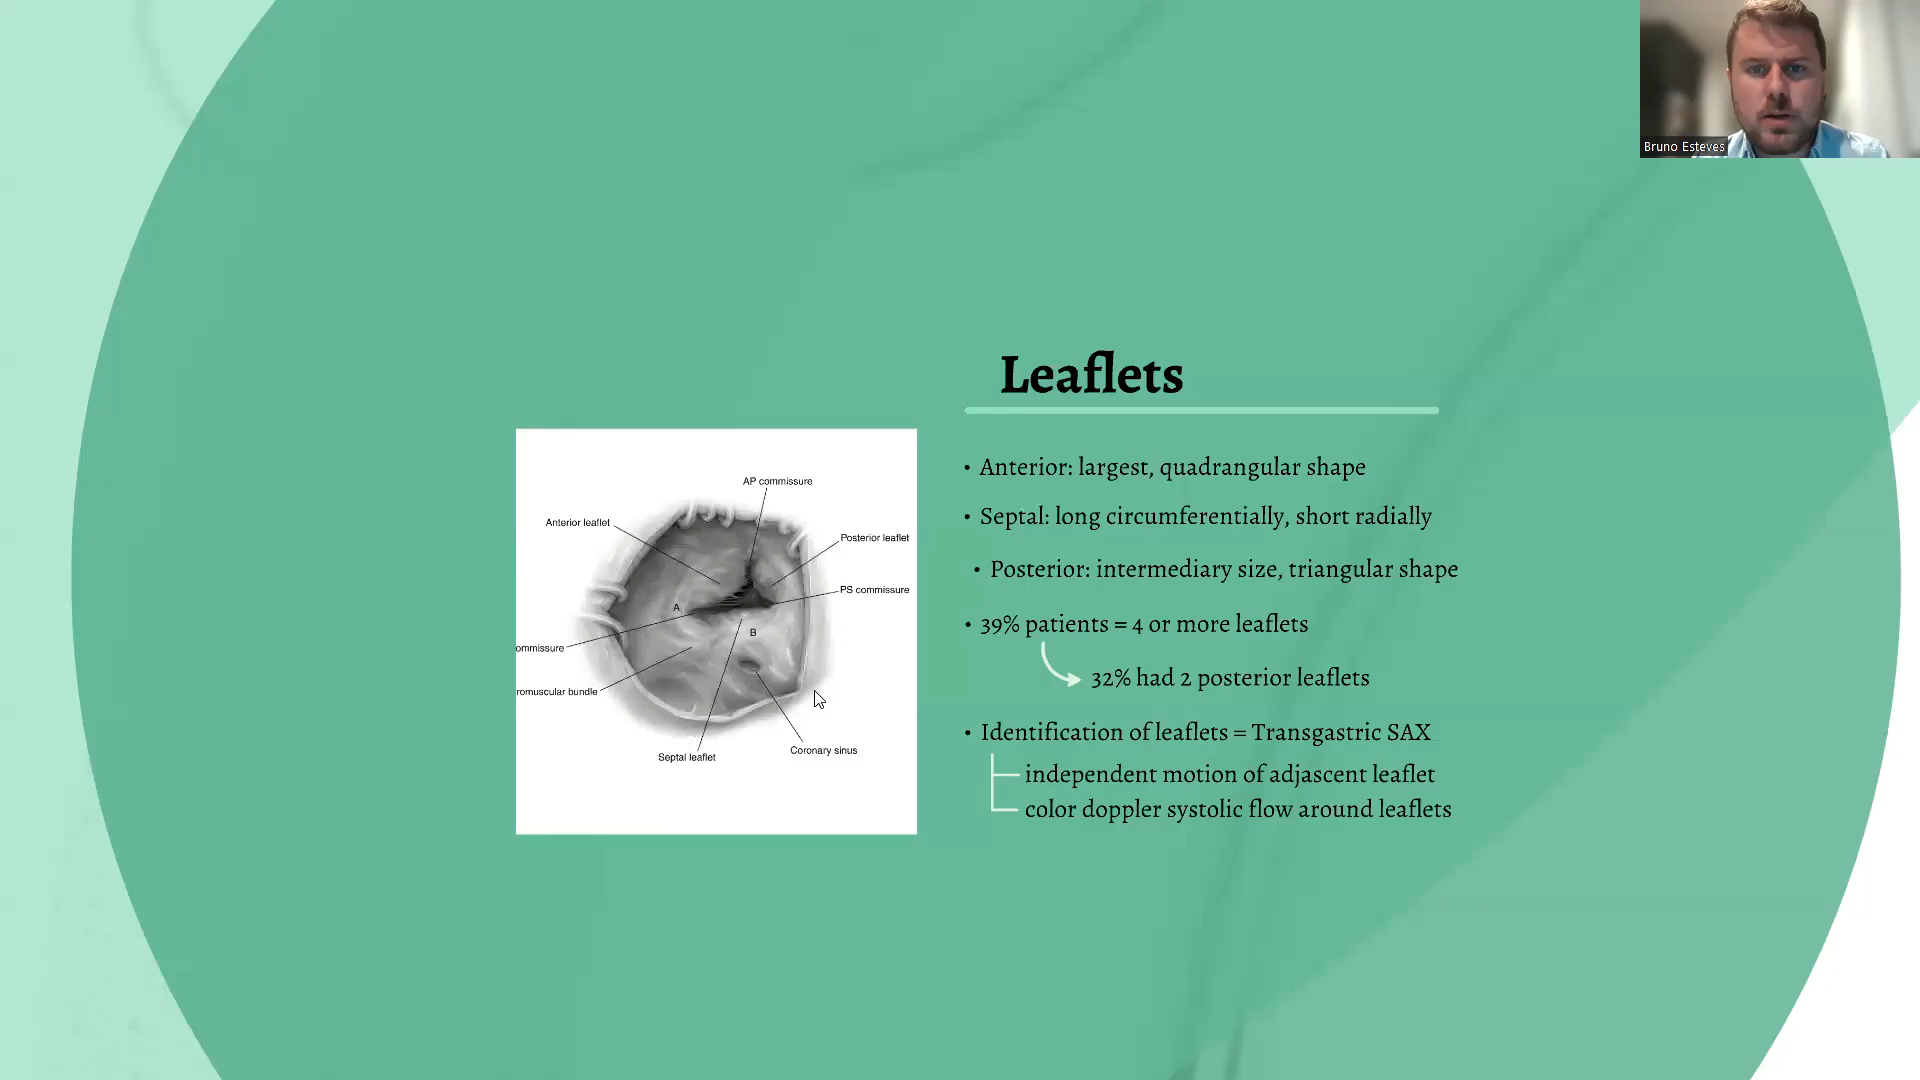 Bruno Esteves
Leaflets
• Anterior: largest, quadrangular shape
• Septal: long circumferentially, short radially
• Posterior: intermediary size, triangular shape
• 39% patients = 4 or more leaflets
32% had 2 posterior leaflets
• Identification of leaflets = Transgastric SAX
independent motion of adjascent leaflet
color doppler systolic flow around leaflets
AP commissure
Anterior leaflet
Posterior leaflet
PS commissure
A
B
ommissure
romuscular bundle
Septal leaflet
Coronary sinus